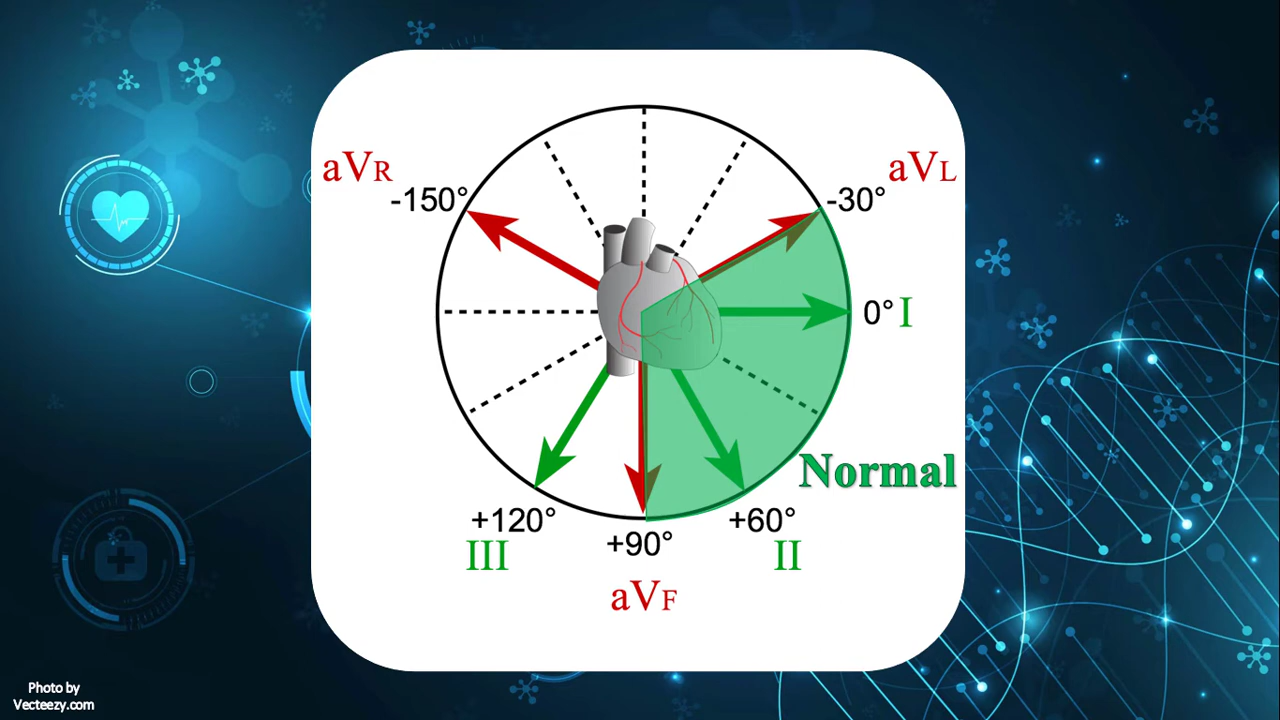 aVR
aVL
-150°
-30°
0° I
Normal
+120°
+60°
III
+90°
II
aVF
Photo by
Vecteezy.com